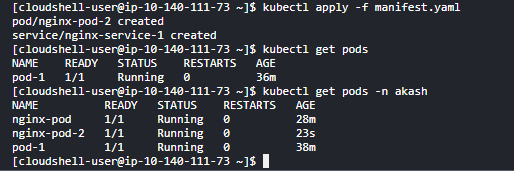 [cloudshell-user@ip-10-140-111-73 ~]$ kubectl apply -f manifest.yaml
pod/nginx-pod-2 created
service/nginx-service-1 created
[cloudshell-user@ip-10-140-111-73 ~]$ kubectl get pods
NAME    READY   STATUS    RESTARTS   AGE
pod-1   1/1     Running   0          36m
[cloudshell-user@ip-10-140-111-73 ~]$ kubectl get pods -n akash
NAME          READY   STATUS    RESTARTS   AGE
nginx-pod     1/1     Running   0          28m
nginx-pod-2   1/1     Running   0          23s
pod-1         1/1     Running   0          38m
[cloudshell-user@ip-10-140-111-73 ~]$